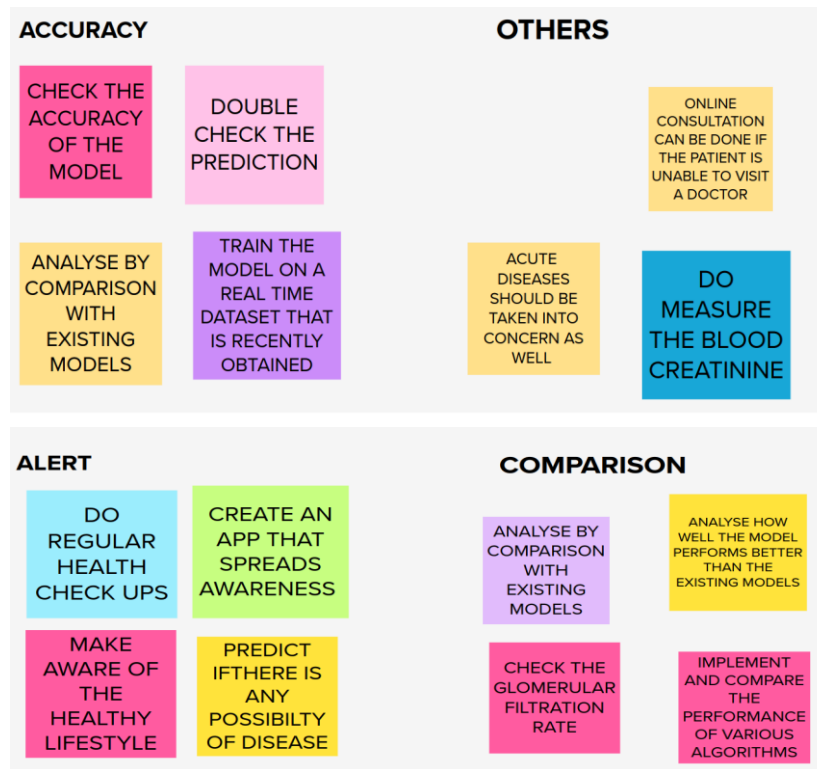 ACCURACY
CHECK THE
ACCURACY
OF THE
MODEL
DOUBLE
CHECK THE
PREDICTION
ANALYSE BY
COMPARISON
WITH
EXISTING
MODELS
TRAIN THE
MODEL ON A
REAL TIME
DATASET THAT
IS RECENTLY
OBTAINED
OTHERS
ONLINE
CONSULTATION
CAN BE DONE IF
THE PATIENT IS
UNABLE TO VISIT
A DOCTOR
ACUTE
DISEASES
SHOULD BE
TAKEN INTO
CONCERN AS
WELL
DO
MEASURE
THE BLOOD
CREATININE
ALERT
DO
REGULAR
HEALTH
CHECK UPS
CREATE AN
APP THAT
SPREADS
AWARENESS
MAKE
AWARE OF
THE
HEALTHY
LIFESTYLE
PREDICT
IFTHERE IS
ANY
POSSIBILTY
OF DISEASE
COMPARISON
ANALYSE BY
COMPARISON
WITH
EXISTING
MODELS
ANALYSE HOW
WELL THE MODEL
PERFORMS BETTER
THAN THE
EXISTING MODELS
CHECK THE
GLOMERULAR
FILTRATION
RATE
IMPLEMENT
AND COMPARE
THE
PERFORMANCE
OF VARIOUS
ALGORITHMS